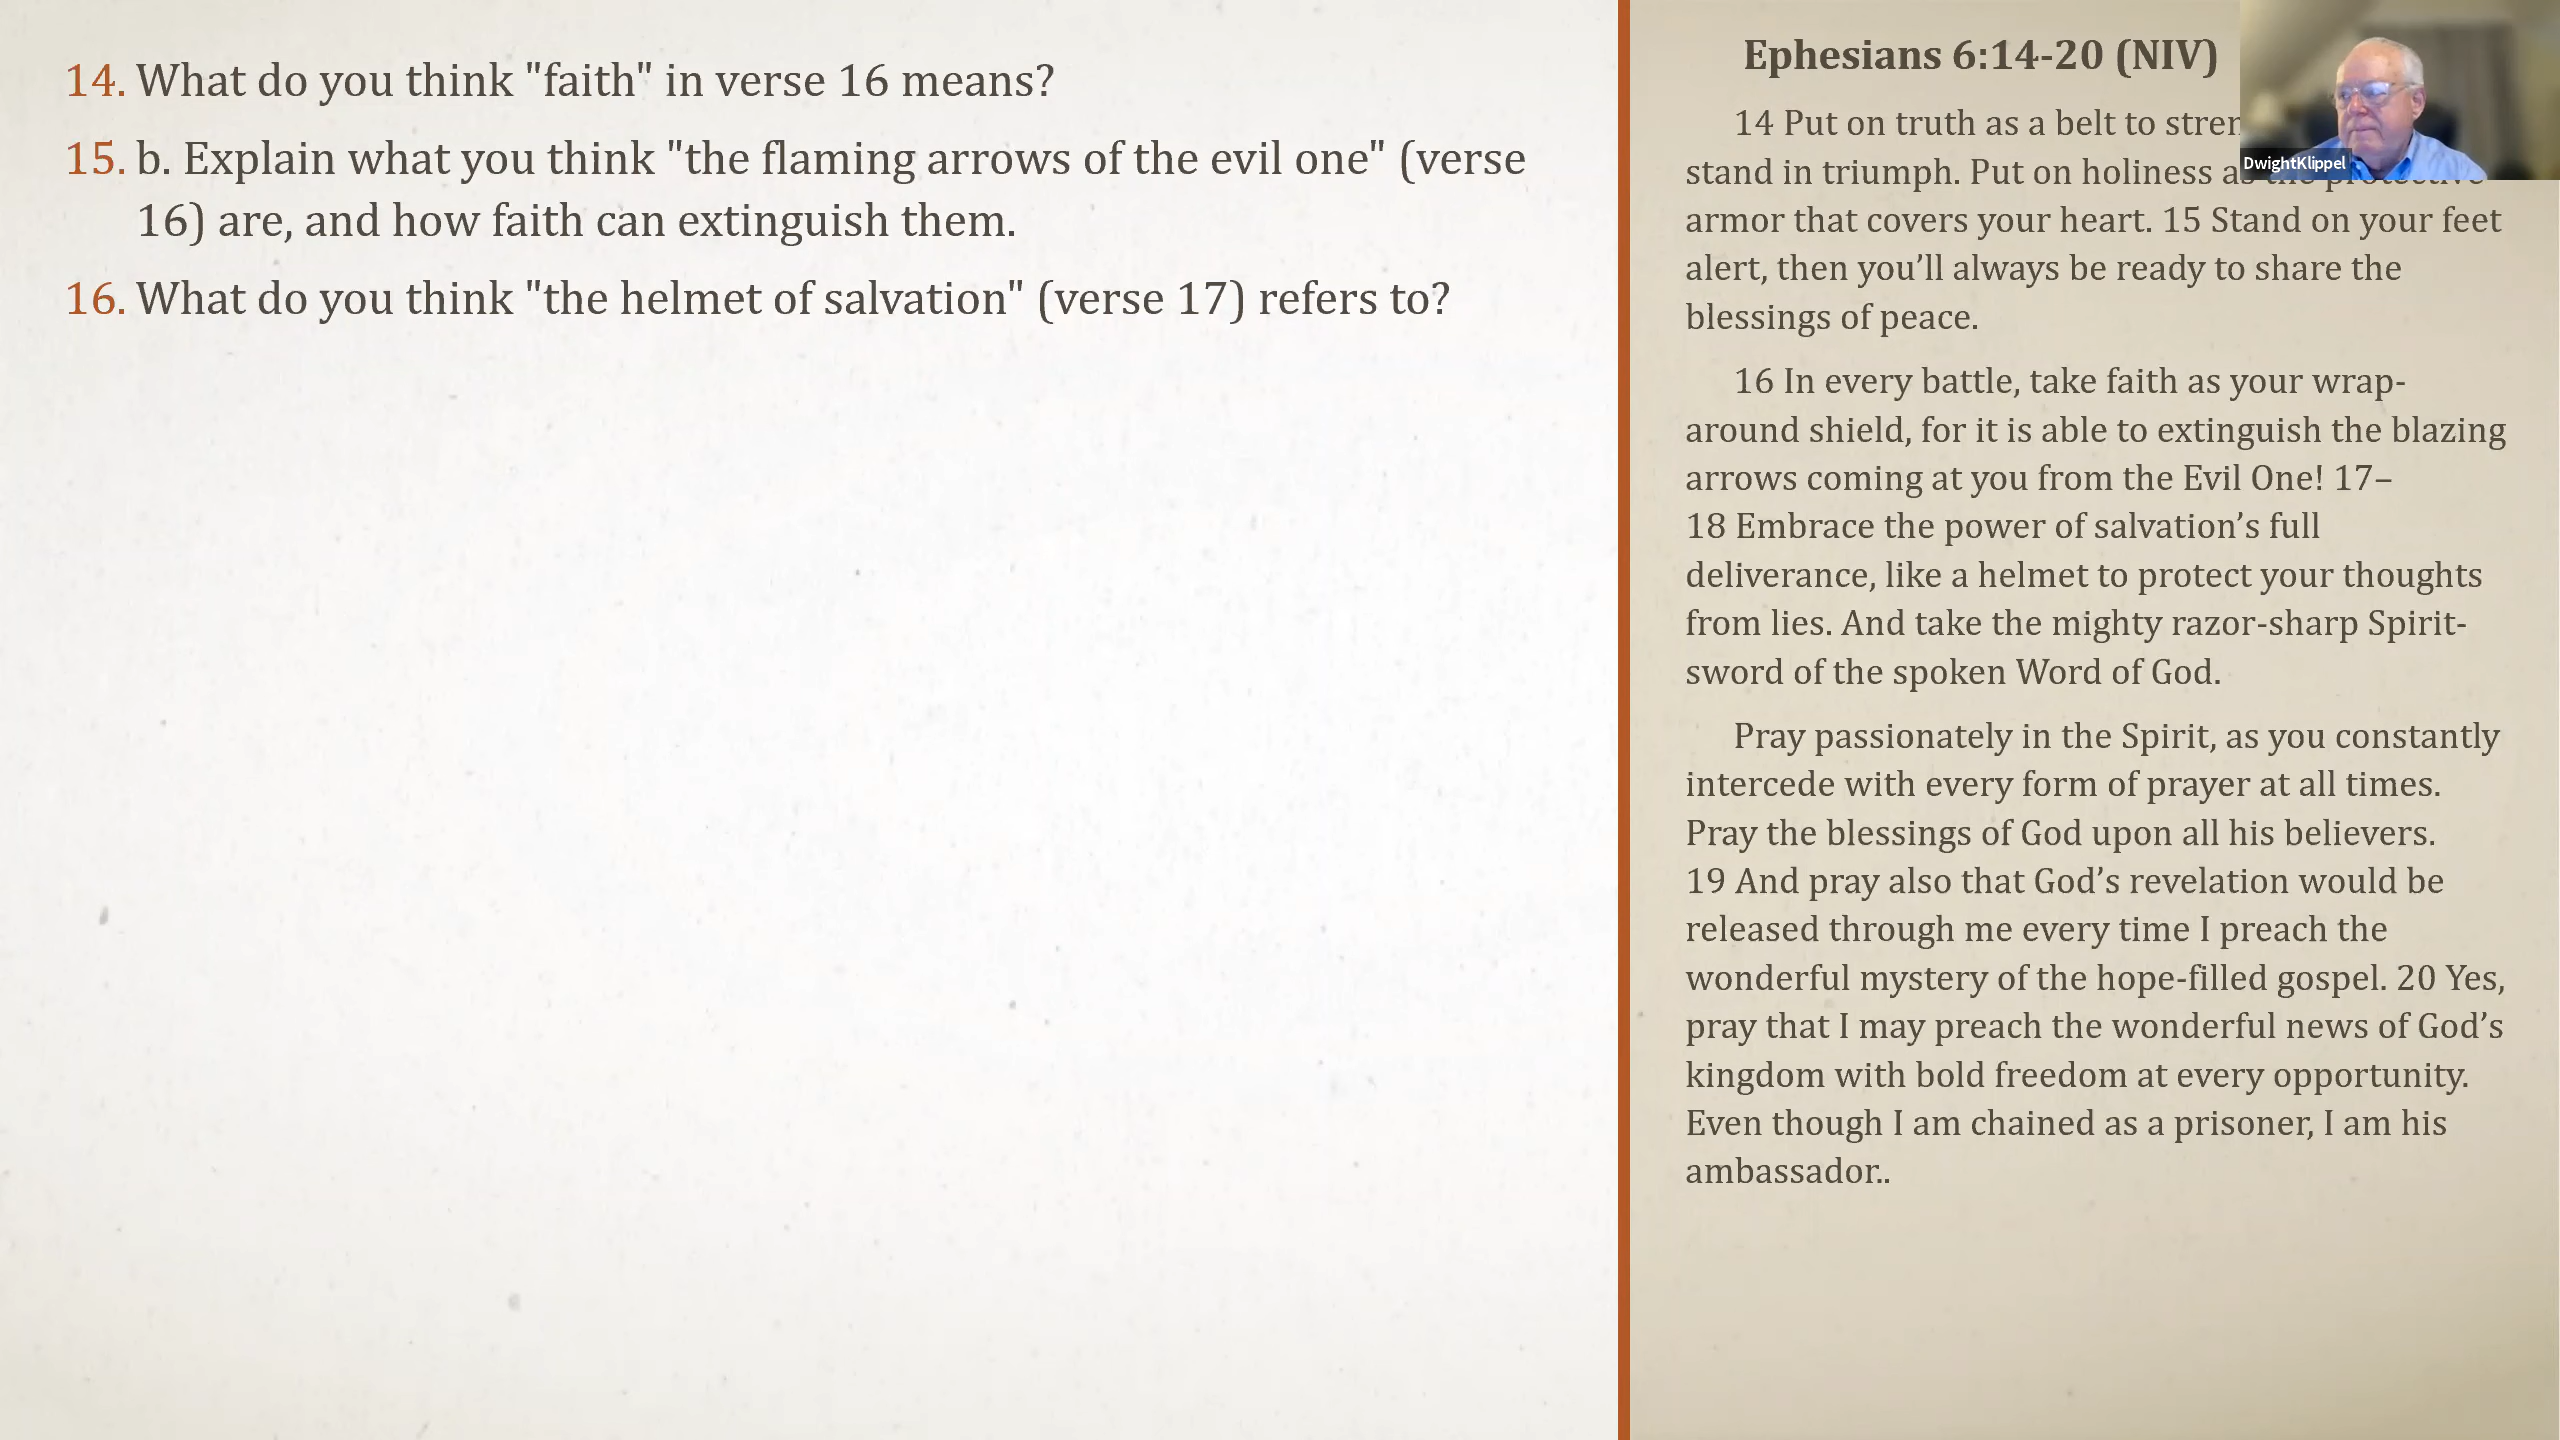 14. What do you think "faith" in verse 16 means?
15. b. Explain what you think "the flaming arrows of the evil one" (verse
16) are, and how faith can extinguish them.
16. What do you think "the helmet of salvation" (verse 17) refers to?
Ephesians 6:14-20 (NIV)
14 Put on truth as a belt to
stand in triumph. Put on holiness as the protective
armor that covers your heart. 15 Stand on your feet
alert, then you’ll always be ready to share the
blessings of peace.
16 In every battle, take faith as your wrap-
around shield, for it is able to extinguish the blazing
arrows coming at you from the Evil One! 17–
18 Embrace the power of salvation’s full
deliverance, like a helmet to protect your thoughts
from lies. And take the mighty razor-sharp Spirit-
sword of the spoken Word of God.
Pray passionately in the Spirit, as you constantly
intercede with every form of prayer at all times.
Pray the blessings of God upon all his believers.
19 And pray also that God’s revelation would be
released through me every time I preach the
wonderful mystery of the hope-filled gospel. 20 Yes,
pray that I may preach the wonderful news of God’s
kingdom with bold freedom at every opportunity.
Even though I am chained as a prisoner, I am his
ambassador..
DwightKlippel